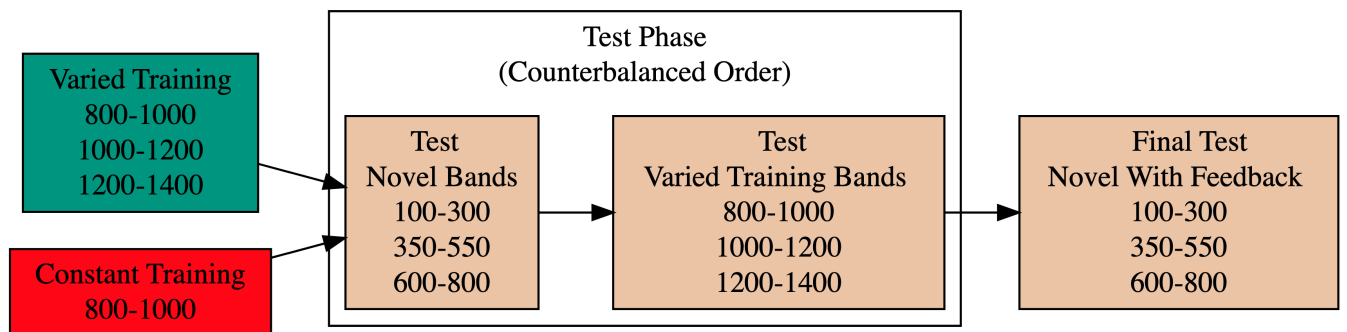 Varied Training
800-1000
1000-1200
1200-1400
Constant Training
800-1000
Test Phase
(Counterbalanced Order)
Test
Novel Bands
100-300
350-550
600-800
Test
Varied Training Bands
800-1000
1000-1200
1200-1400
Final Test
Novel With Feedback
100-300
350-550
600-800